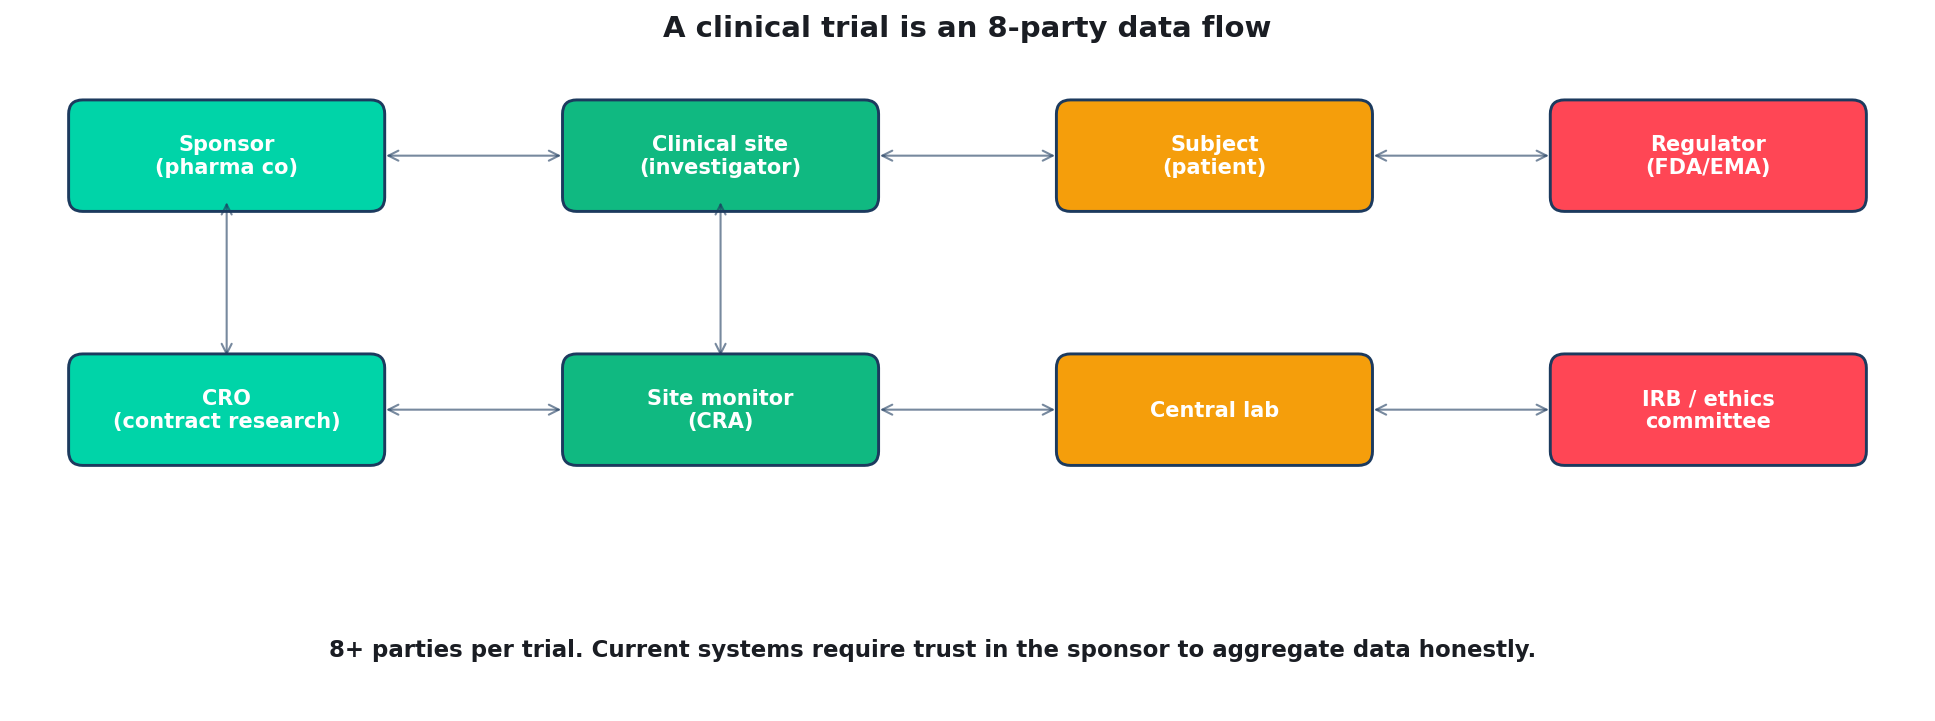 A clinical trial is an 8-party data flow
Sponsor
(pharma co)
Clinical site
(investigator)
Subject
(patient)
Regulator
(FDA/EMA)
CRO
(contract research)
Site monitor
(CRA)
Central lab
IRB / ethics
committee
8+ parties per trial. Current systems require trust in the sponsor to aggregate data honestly.